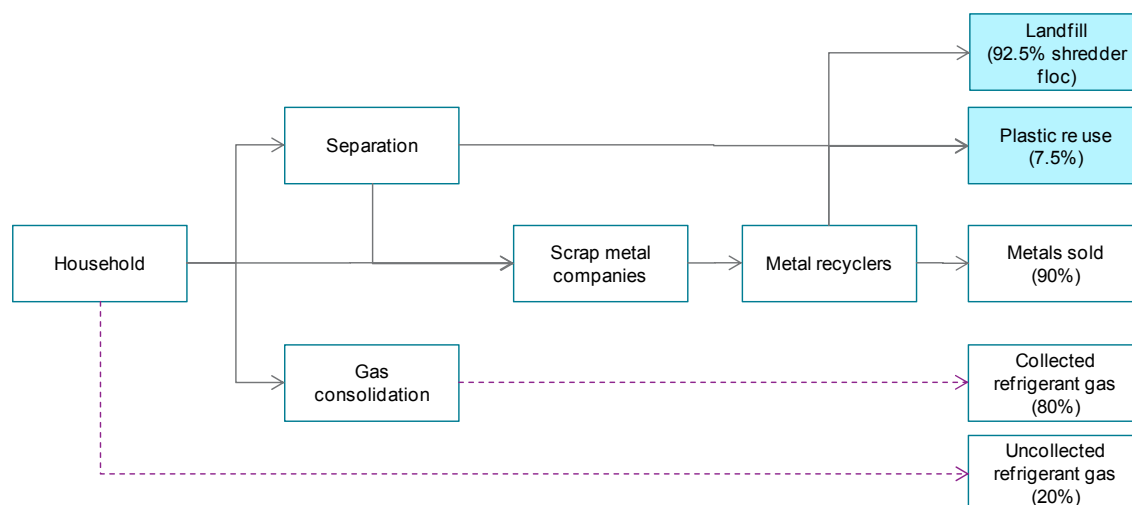 Landfill
(92.5% shredder
floc)
Separation
Plastic re use
(7.5%)
Household
Scrap metal
companies
Metal recyclers
Metals sold
(90%)
Gas
consolidation
Collected
refrigerant gas
(80%)
Uncollected
refrigerant gas
(20%)